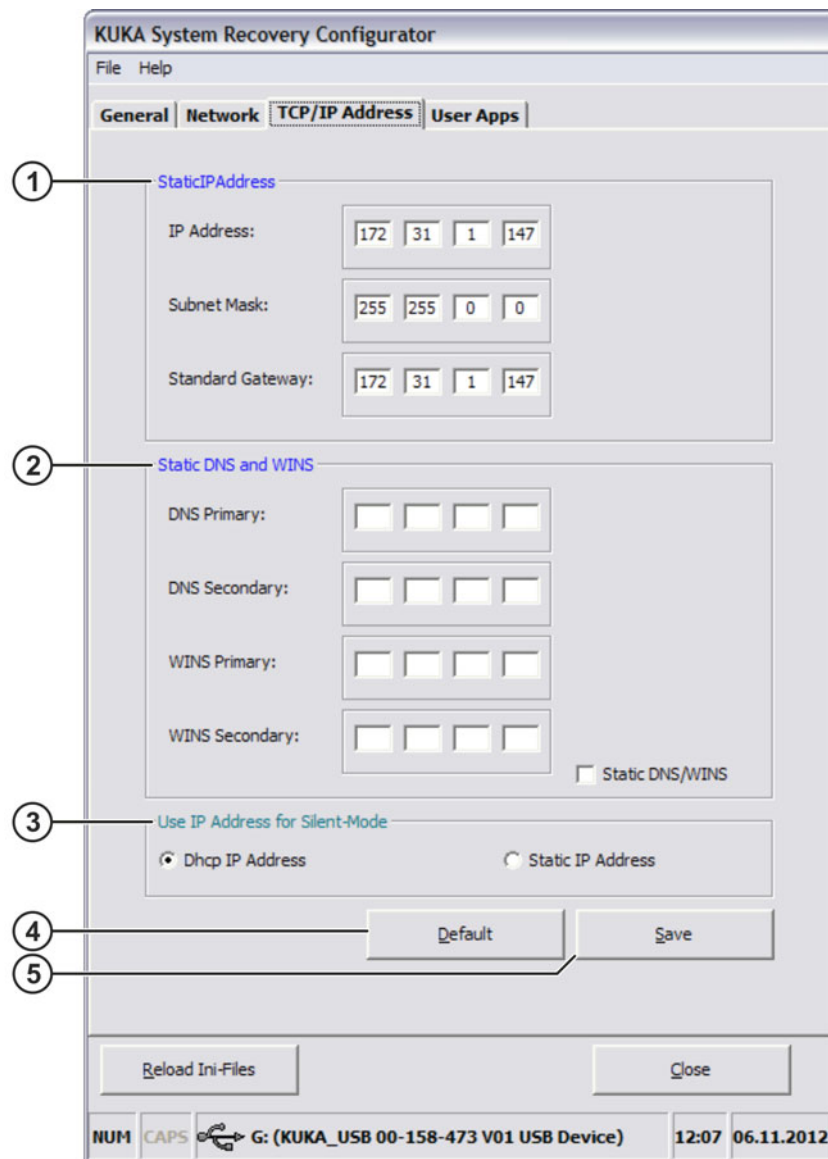 KUKA System Recovery Configurator
File Help
General Network TCP/IP Address User Apps
1 StaticIPAddress
IP Address: 172 31 1 147
Subnet Mask: 255 255 0 0
Standard Gateway: 172 31 1 147
2 Static DNS and WINS
DNS Primary:
DNS Secondary:
WINS Primary:
WINS Secondary:
Static DNS/WINS
3 Use IP Address for Silent-Mode
Dhcp IP Address Static IP Address
4 Default Save
5
Reload Ini-Files Close
NUM CAPS G: (KUKA_USB 00-158-473 V01 USB Device) 12:07 06.11.2012